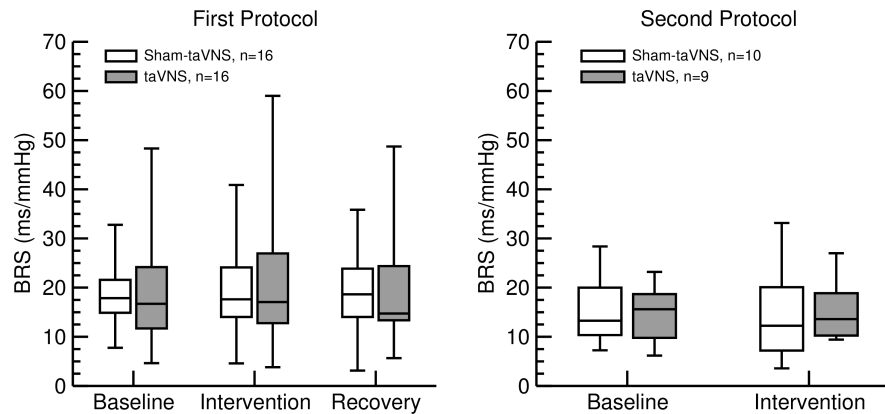 First Protocol
Second Protocol
BRS (ms/mmHg)
70
60
50
40
30
20
10
0
Sham-taVNS, n=16
taVNS, n=16
Baseline
Intervention
Recovery
BRS (ms/mmHg)
70
60
50
40
30
20
10
0
Sham-taVNS, n=10
taVNS, n=9
Baseline
Intervention